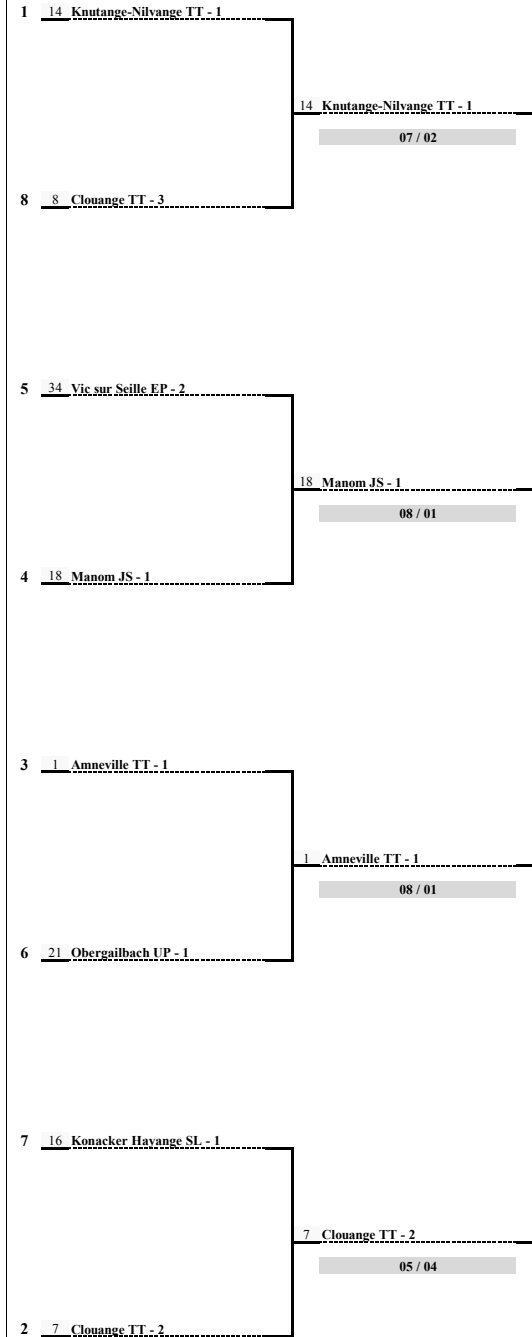 1 14 Knutange-Nilvange TT - 1
14 Knutange-Nilvange TT - 1
07 / 02
8 8 Clouange TT - 3
5 34 Vic sur Seille EP - 2
18 Manom JS - 1
08 / 01
4 18 Manom JS - 1
3 1 Amneville TT - 1
1 Amneville TT - 1
08 / 01
6 21 Obergailbach UP - 1
7 16 Konacker Hayange SL - 1
7 Clouange TT - 2
05 / 04
2 7 Clouange TT - 2